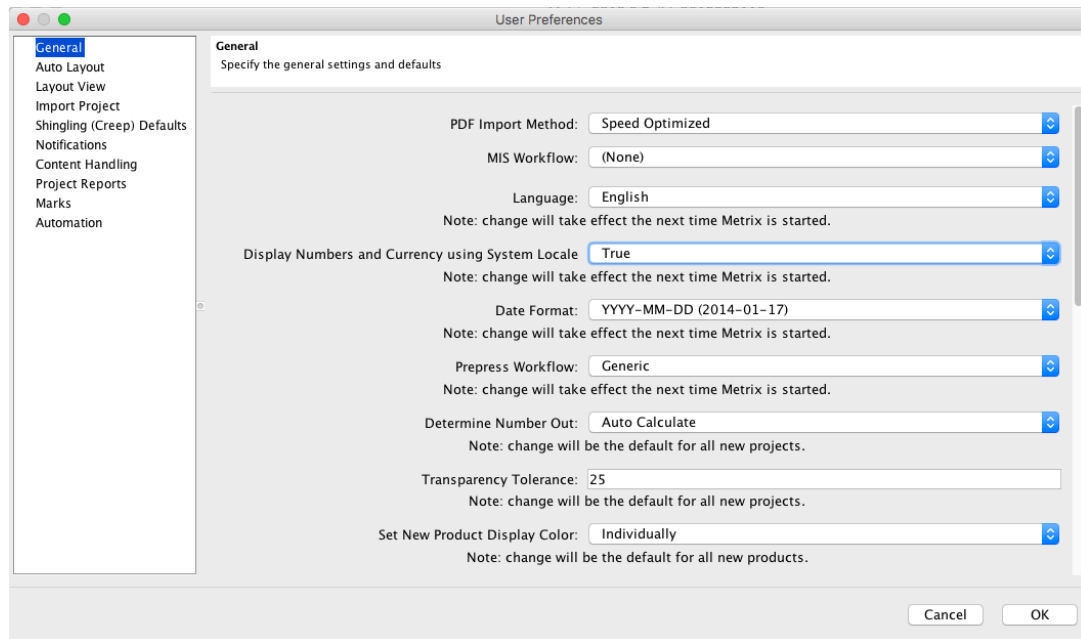 User Preferences
General
Auto Layout
Layout View
Import Project
Shingling (Creep) Defaults
Notifications
Content Handling
Project Reports
Marks
Automation
General
Specify the general settings and defaults
PDF Import Method: Speed Optimized
MIS Workflow: (None)
Language: English
Note: change will take effect the next time Metrix is started.
Display Numbers and Currency using System Locale True
Note: change will take effect the next time Metrix is started.
Date Format: YYYY-MM-DD (2014-01-17)
Note: change will take effect the next time Metrix is started.
Prepress Workflow: Generic
Note: change will take effect the next time Metrix is started.
Determine Number Out: Auto Calculate
Note: change will be the default for all new projects.
Transparency Tolerance: 25
Note: change will be the default for all new projects.
Set New Product Display Color: Individually
Note: change will be the default for all new products.
Cancel OK